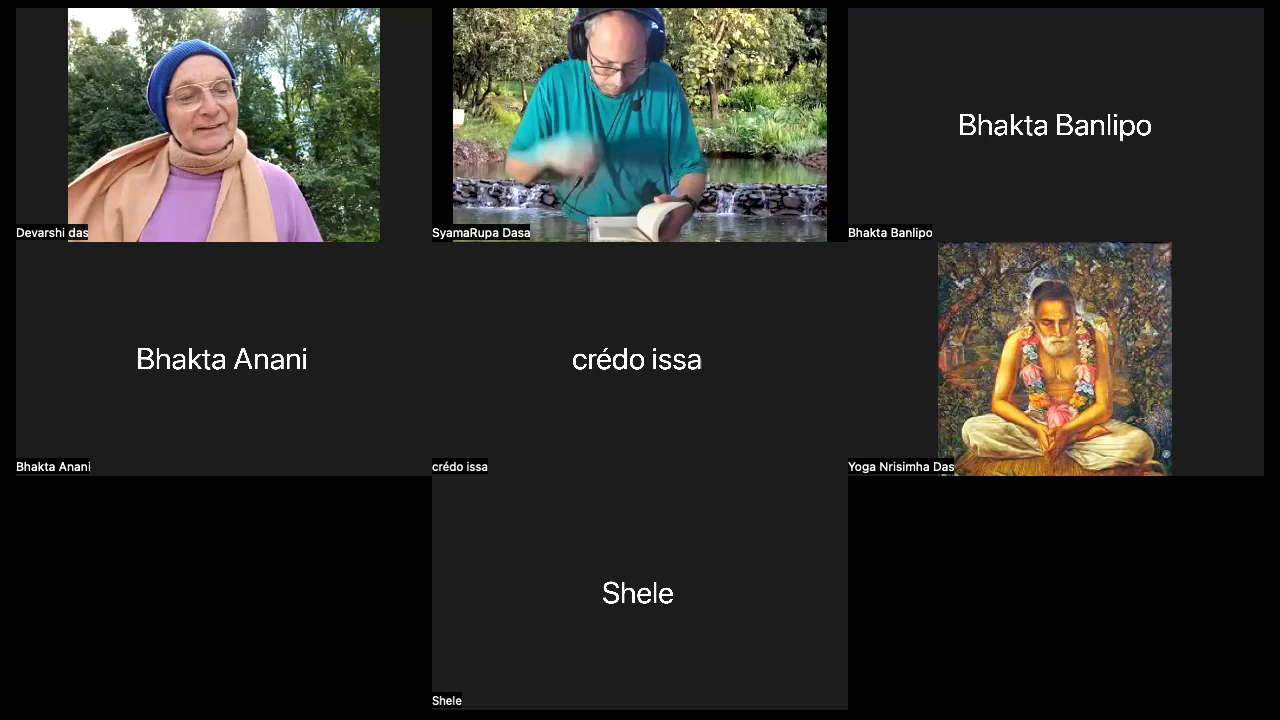 Devarshi das
SyamaRupa Dasa
Bhakta Banlipo
Bhakta Banlipo
Bhakta Anani
Bhakta Anani
crédo issa
crédo issa
Yoga Nrisimha Das
Shele
Shele